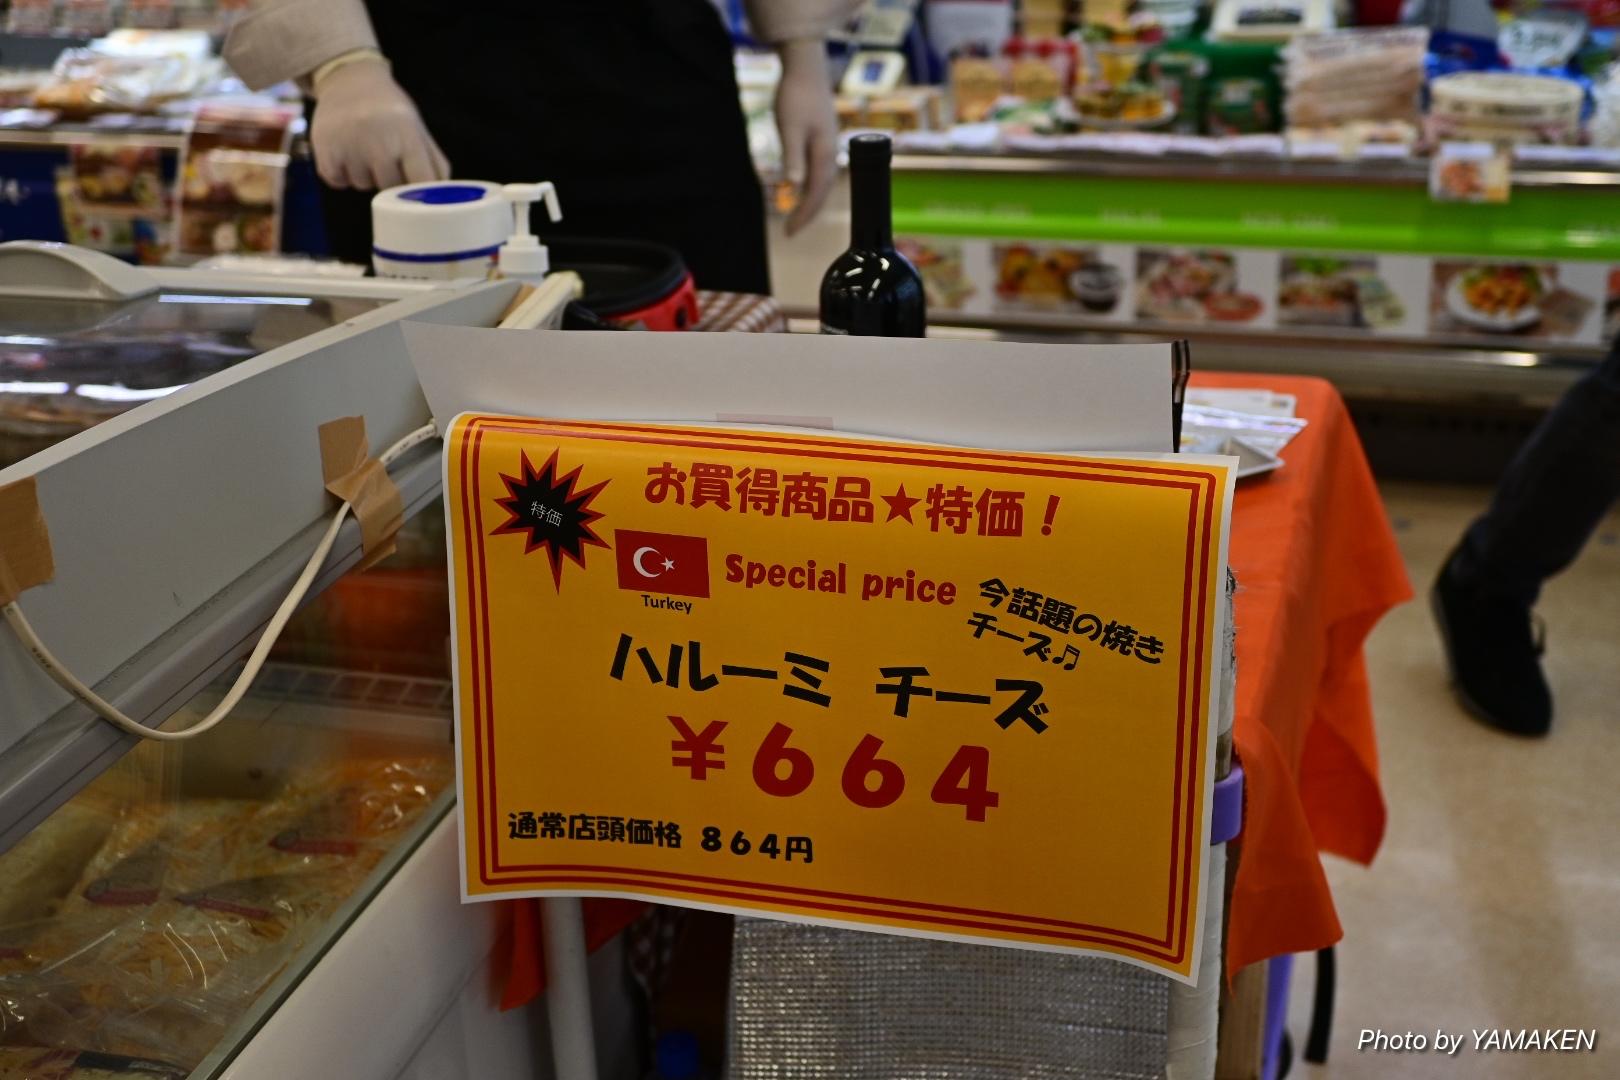 お買得商品★特価！
特価
Special price
Turkey
今話題の焼き
チーズ♬
ハルーミ チーズ
￥664
通常店頭価格 864円
Photo by YAMAKEN